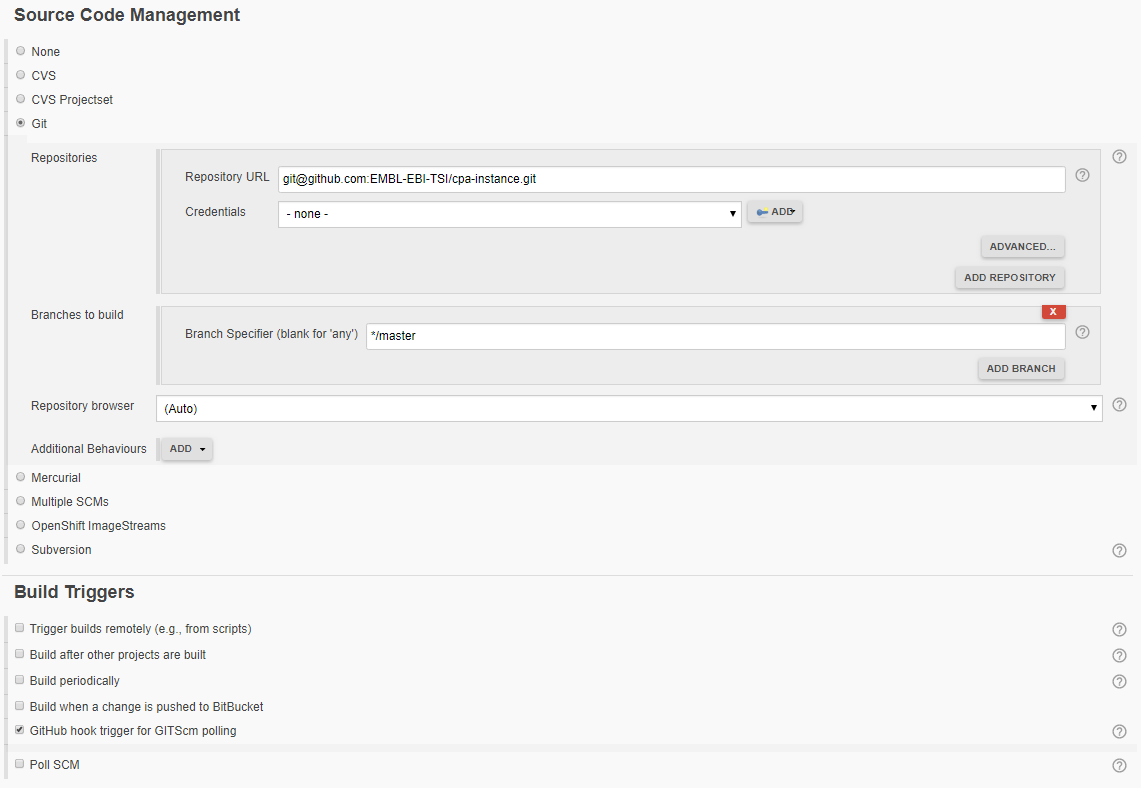 Source Code Management
None
CVS
CVS Projectset
Git
Repositories
Repository URL git@github.com:EMBL-EBI-TSI/cpa-instance.git
Credentials - none - ADD
ADVANCED...
ADD REPOSITORY
Branches to build
X
Branch Specifier (blank for 'any') */master
ADD BRANCH
Repository browser (Auto)
Additional Behaviours ADD
Mercurial
Multiple SCMs
OpenShift ImageStreams
Subversion
Build Triggers
Trigger builds remotely (e.g., from scripts)
Build after other projects are built
Build periodically
Build when a change is pushed to BitBucket
GitHub hook trigger for GITScm polling
Poll SCM